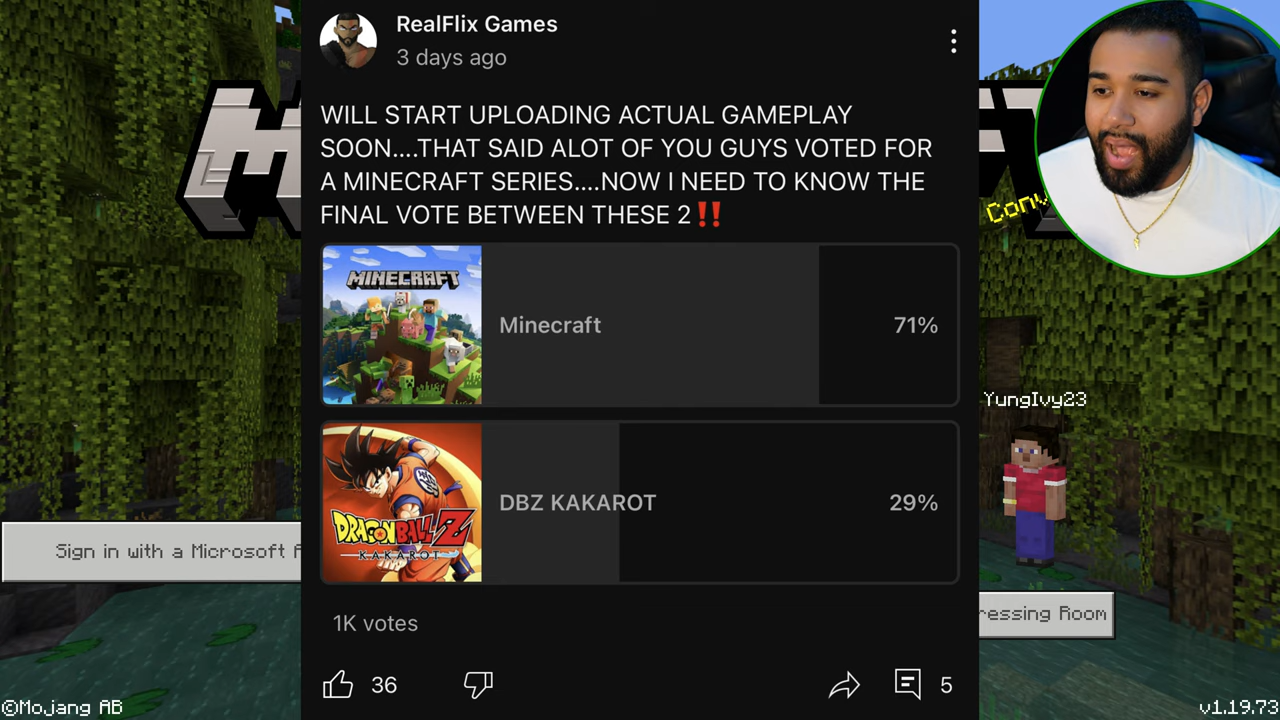 RealFlix Games
3 days ago
WILL START UPLOADING ACTUAL GAMEPLAY
SOON....THAT SAID ALOT OF YOU GUYS VOTED FOR
A MINECRAFT SERIES....NOW I NEED TO KNOW THE
FINAL VOTE BETWEEN THESE 2‼️
MINECRAFT
Minecraft
71%
YungIvy23
DRAGON BALL Z
KAKAROT
DBZ KAKAROT
29%
Sign in with a Microsoft
ressing Room
1K votes
36
5
©Mojang AB
v1.19.73